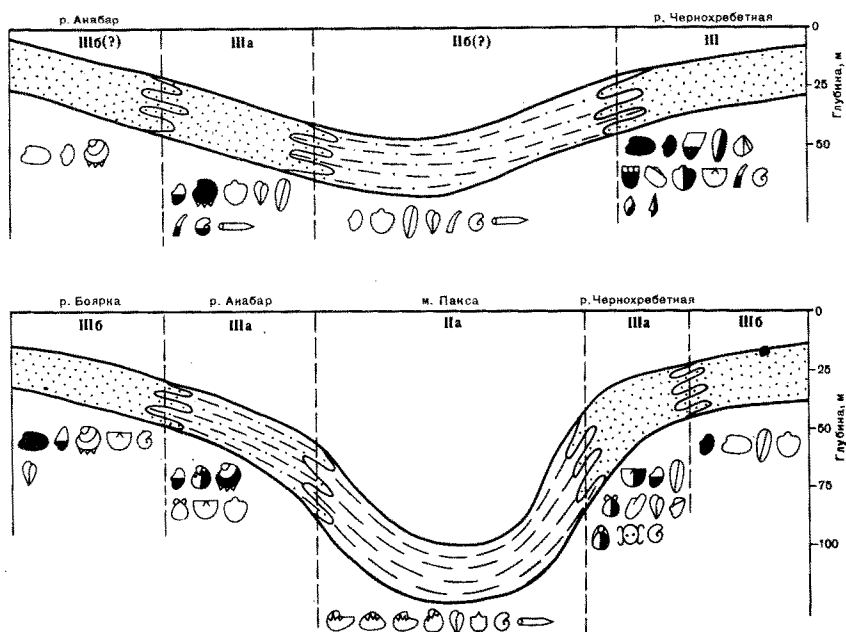 р. Анабар
р. Чернохребетная
IIIб(?)
IIIа
IIб(?)
III
0
25
50
Глубина, м
р. Боярка
р. Анабар
м. Пакса
р. Чернохребетная
IIIб
IIIа
IIа
IIIа
IIIб
0
25
50
75
100
Глубина, м